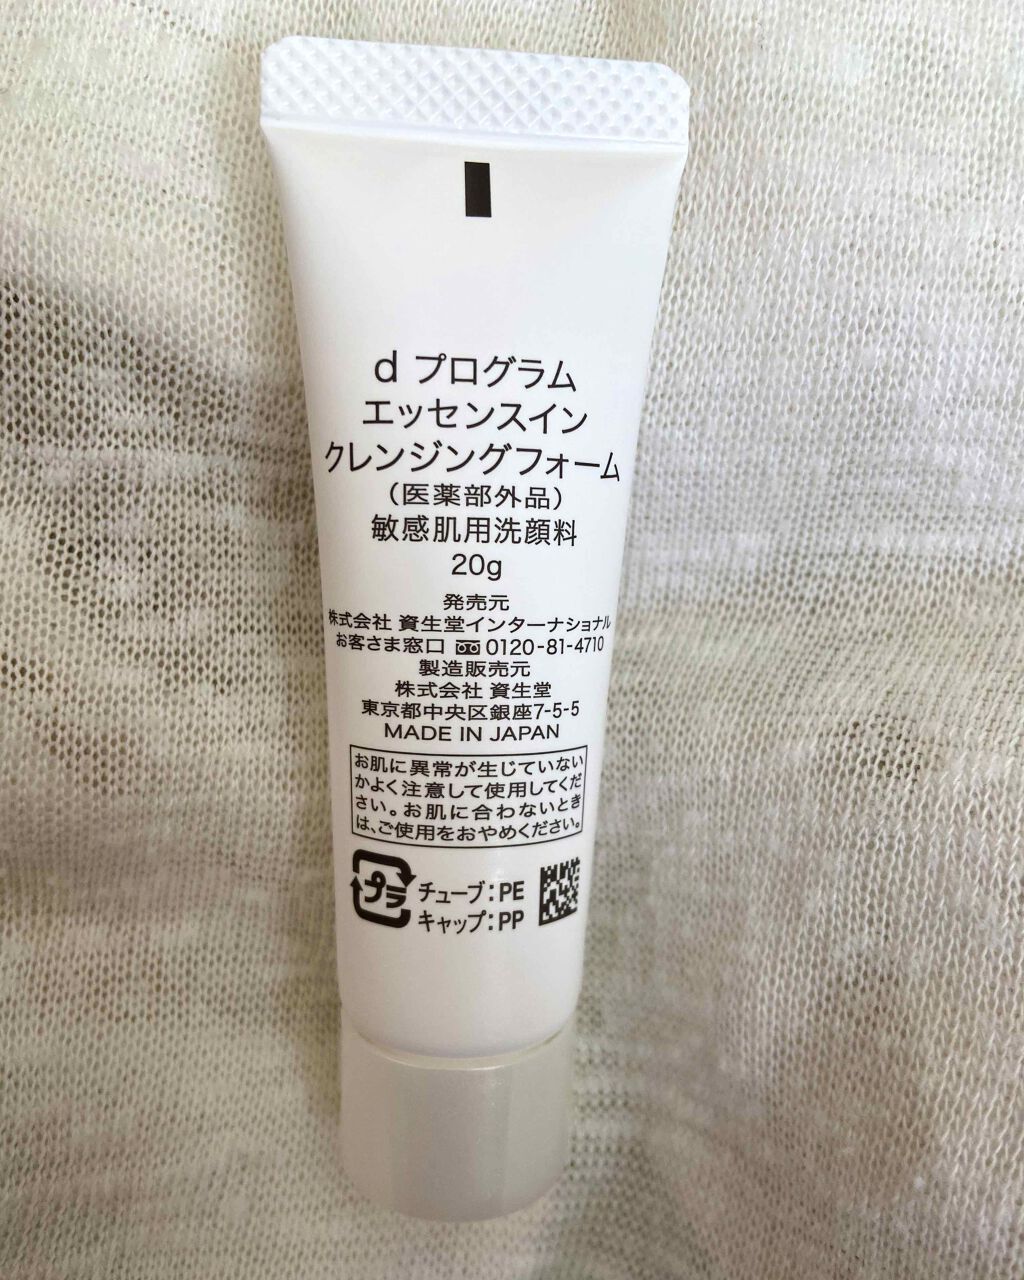 d プログラム
エッセンスイン
クレンジングフォーム
(医薬部外品)
敏感肌用洗顔料
20g
発売元
株式会社 資生堂インターナショナル
お客さま窓口 0120-81-4710
製造販売元
株式会社 資生堂
東京都中央区銀座7-5-5
MADE IN JAPAN
お肌に異常が生じていない
かよく注意して使用してくだ
さい。お肌に合わないとき
は、ご使用をおやめください。
プラ
チューブ:PE
キャップ:PP